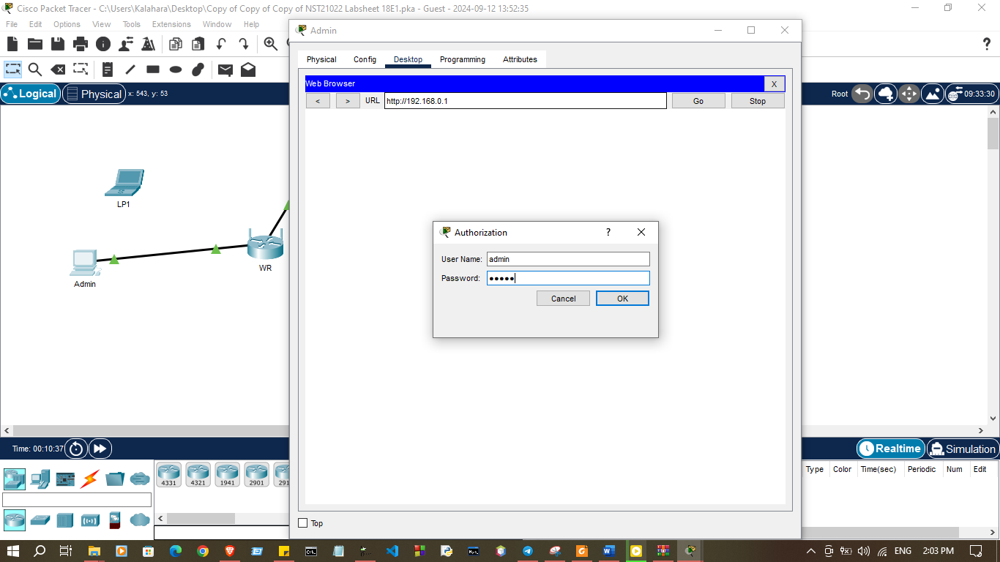 Cisco Packet Tracer - C:\Users\Kalahara\Desktop\Copy of Copy of Copy of NST21022 Labsheet 18E1.pka - Guest - 2024-09-12 13:52:35
File Edit Options View Tools Extensions Window Help
Admin
Physical Config Desktop Programming Attributes
Web Browser X
< > URL http://192.168.0.1 Go Stop
Logical Physical x: 543, y: 53 Root 09:33:30
LP1
Authorization ?
User Name: admin
Password: ●●●●●
Cancel OK
WR
Admin
Time: 00:10:37 Realtime Simulation
Type Color Time(sec) Periodic Num Edit
4331 4321 1941 2901
Top
ENG 2:03 PM